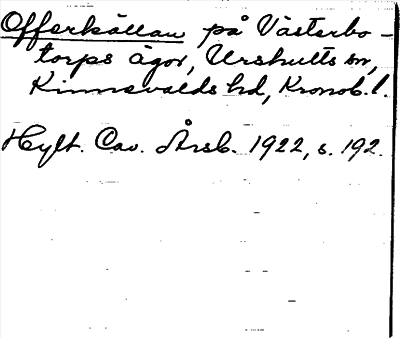 Offerkällan på Västerbo-
torps ägor, Urshults sn,
Kinnevalds hd, Kronob. l.
Hylt. Cav. Årsb. 1922, s. 192.